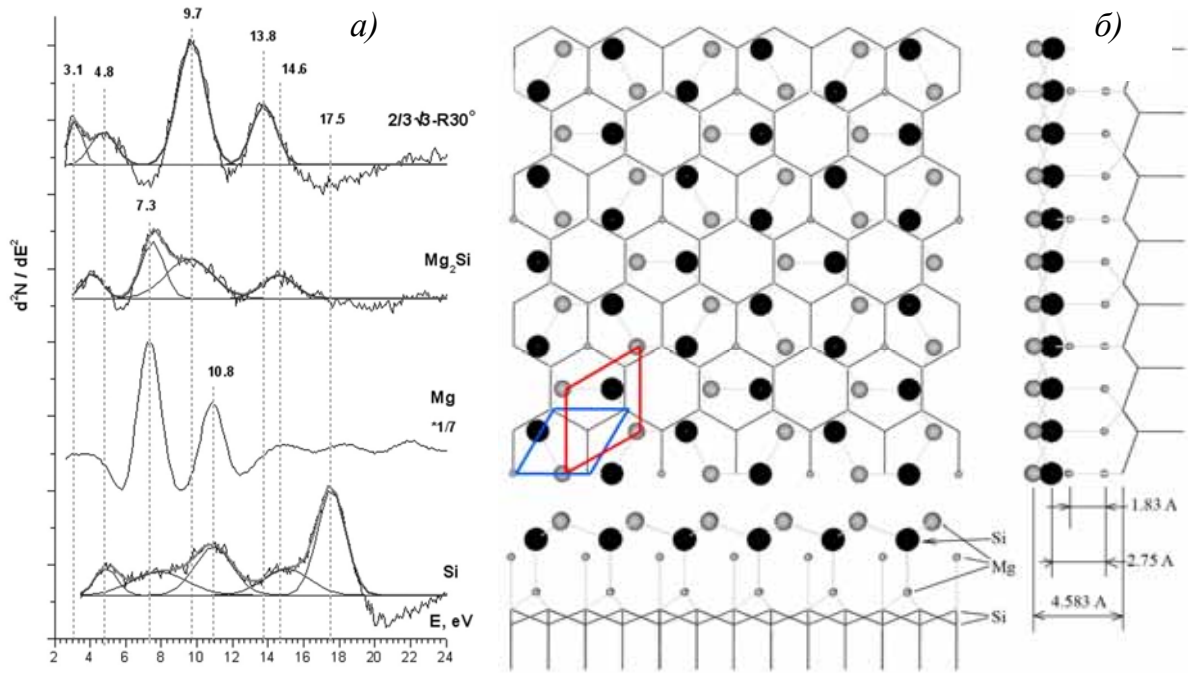 а)
9.7
13.8
3.1
4.8
14.6
17.5
2/3√3-R30°
7.3
Mg₂Si
d²N / dE²
10.8
Mg
*1/7
Si
E, eV
2 4 6 8 10 12 14 16 18 20 22 24
б)
Si
Mg
Si
1.83 A
2.75 A
4.583 A